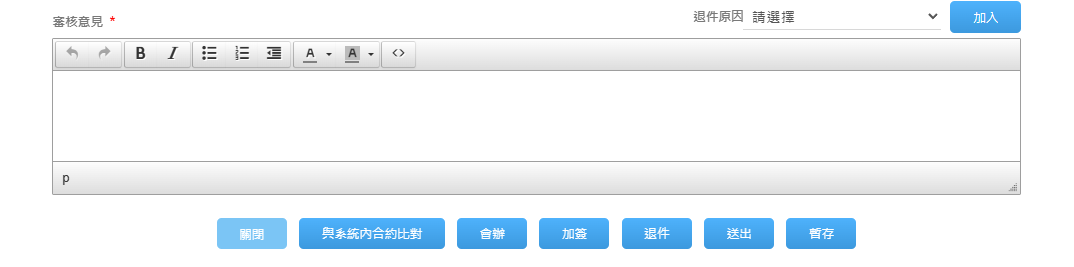 審核意見 * 退件原因 請選擇 加入
B I A A <>
p
關閉 與系統內合約比對 會辦 加簽 退件 送出 暫存